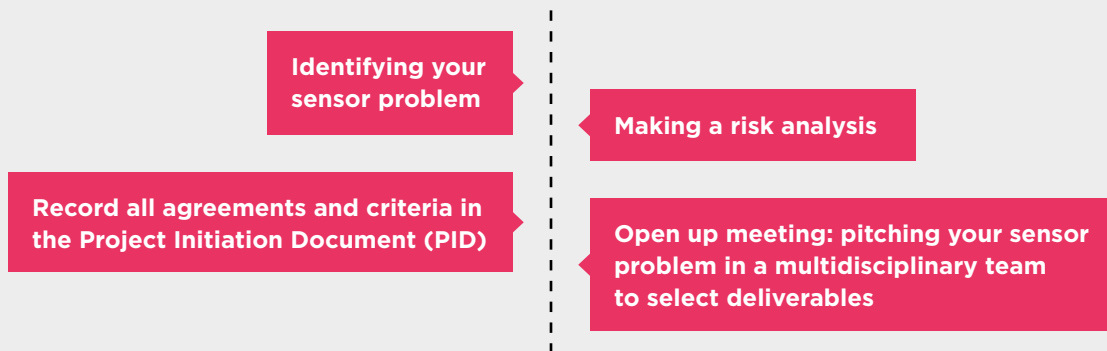 Identifying your
sensor problem
Making a risk analysis
Record all agreements and criteria in
the Project Initiation Document (PID)
Open up meeting: pitching your sensor
problem in a multidisciplinary team
to select deliverables